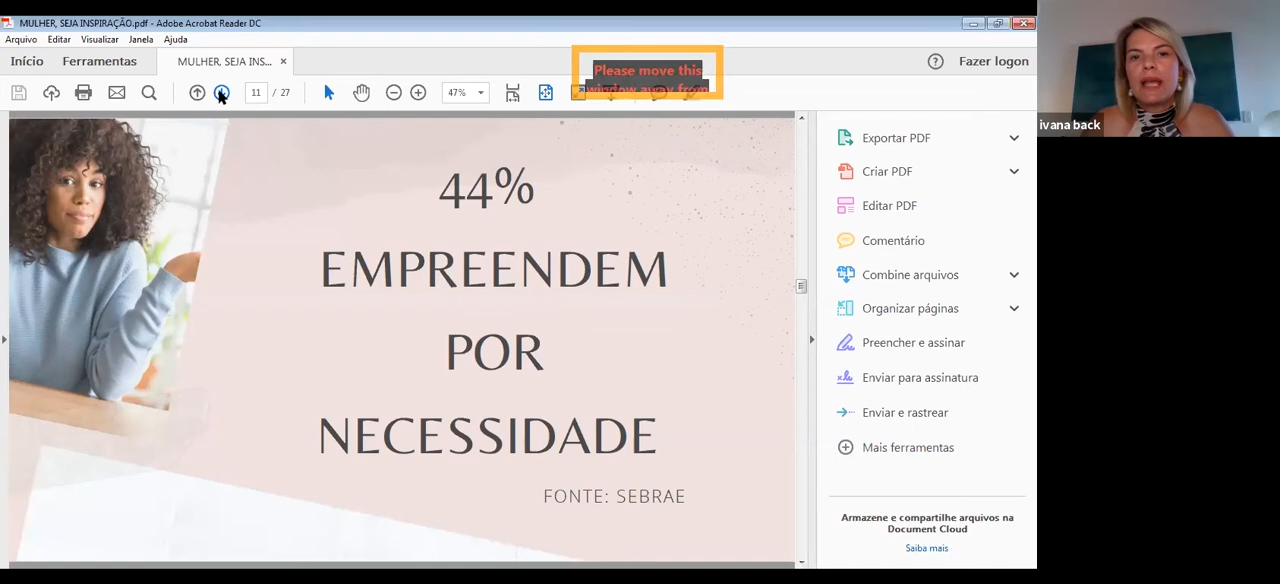 MULHER, SEJA INSPIRAÇÃO.pdf - Adobe Acrobat Reader DC
Arquivo Editar Visualizar Janela Ajuda
Início Ferramentas MULHER, SEJA INS... × Fazer logon
Please move this
window away from
11 / 27 47%
44%
EMPREENDEM
POR
NECESSIDADE
FONTE: SEBRAE
Exportar PDF
Criar PDF
Editar PDF
Comentário
Combine arquivos
Organizar páginas
Preencher e assinar
Enviar para assinatura
Enviar e rastrear
Mais ferramentas
Armazene e compartilhe arquivos na
Document Cloud
Saiba mais
ivana back